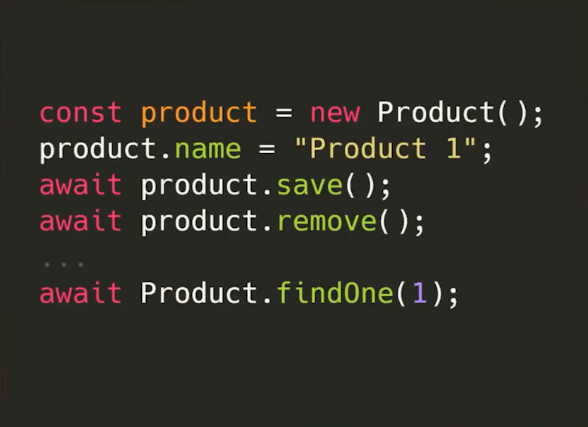 const product = new Product();
product.name = "Product 1";
await product.save();
await product.remove();
...
await Product.findOne(1);